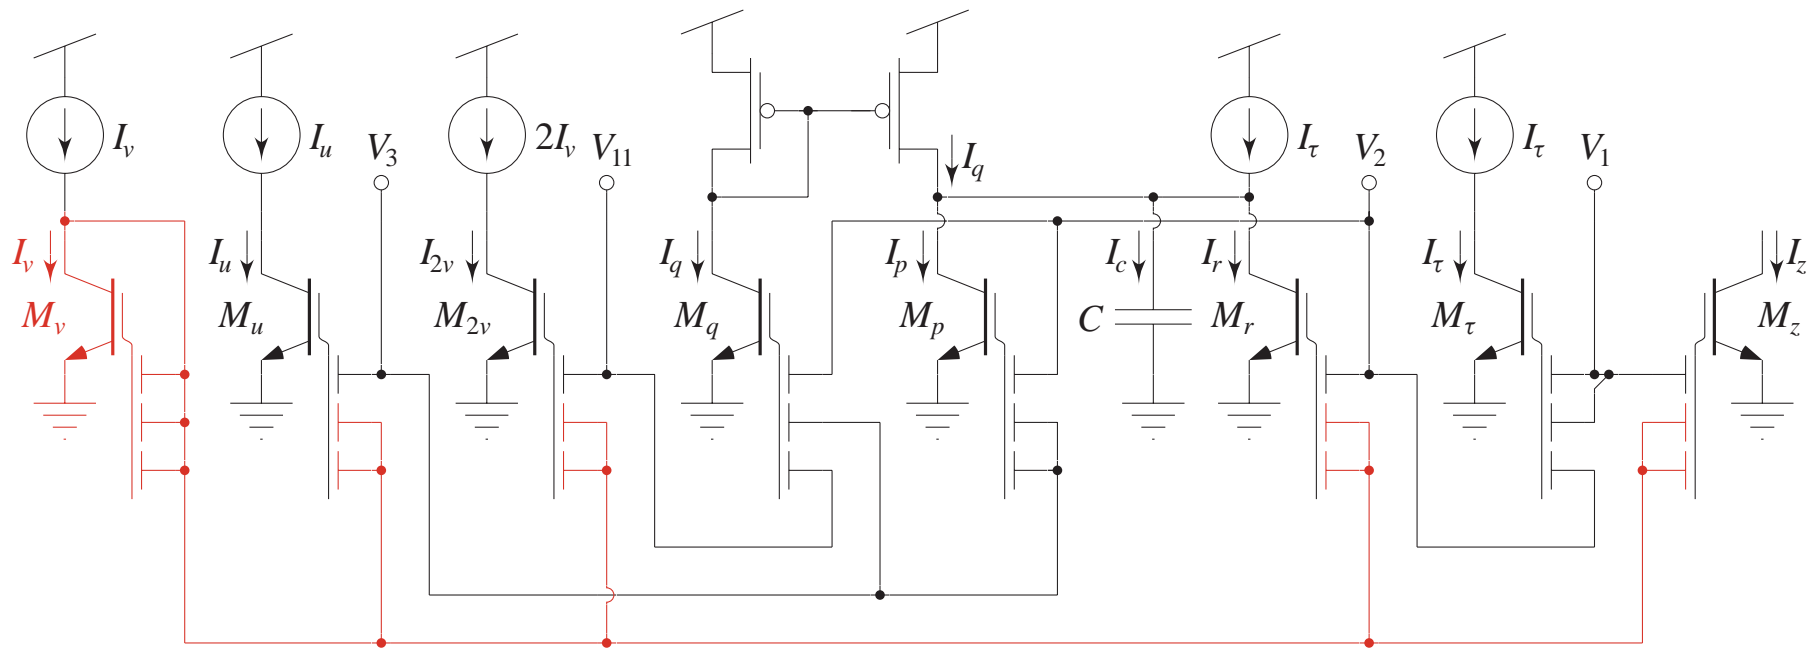 I_v I_u 2I_v I_τ I_τ
V_3 V_11 I_q V_2 V_1
I_v I_u I_2v I_q I_p I_c I_r I_τ I_z
M_v M_u M_2v M_q M_p C M_r M_τ M_z